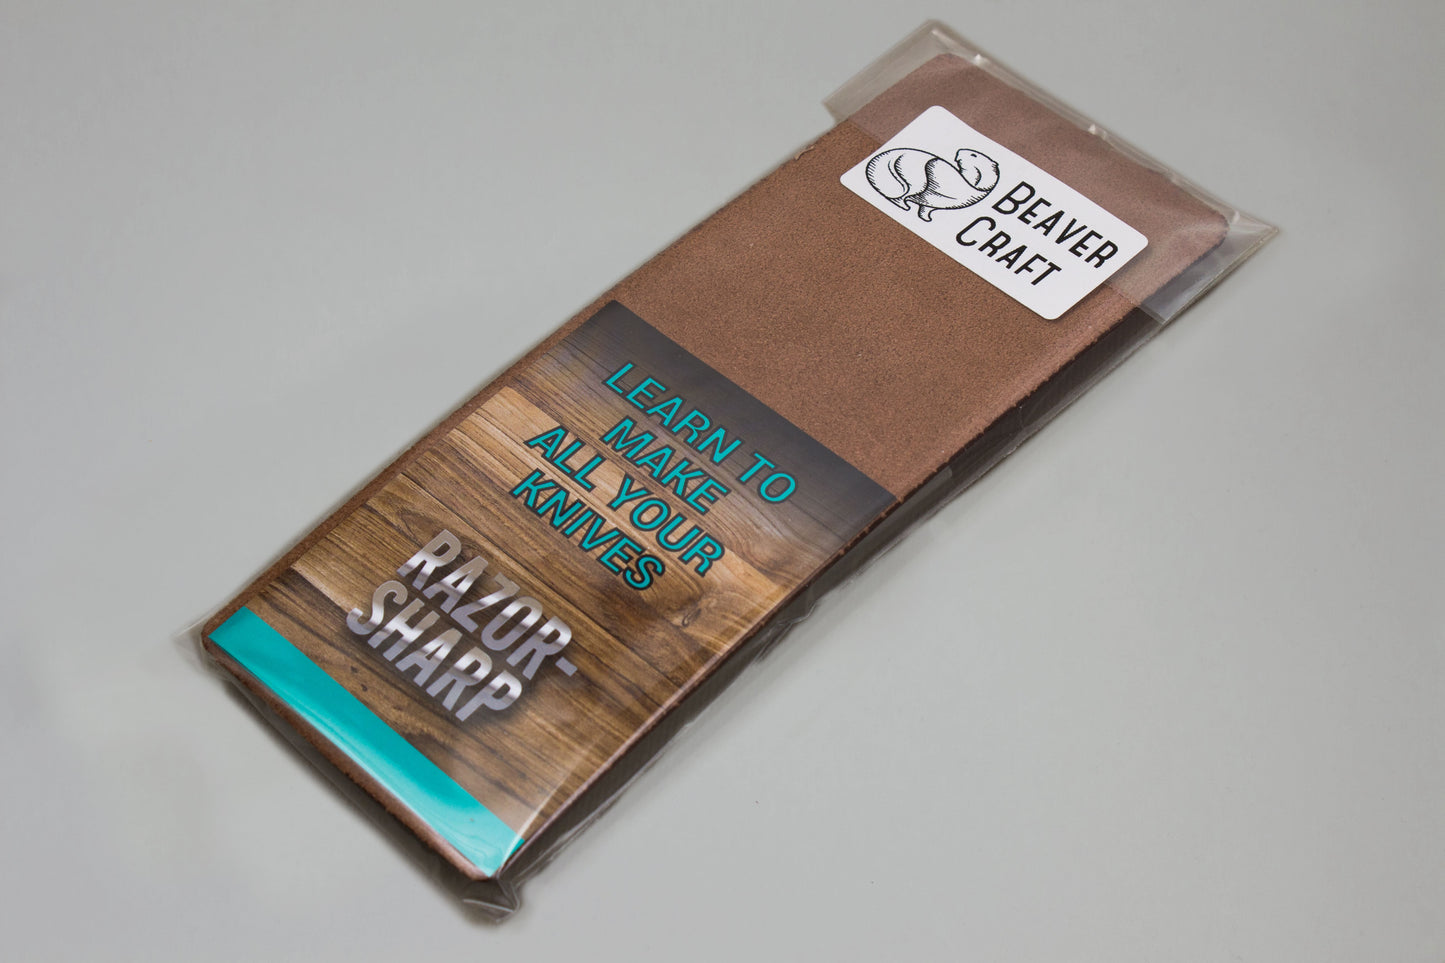 BEAVER
CRAFT
LEARN TO
MAKE
ALL YOUR
KNIVES
RAZOR-
SHARP